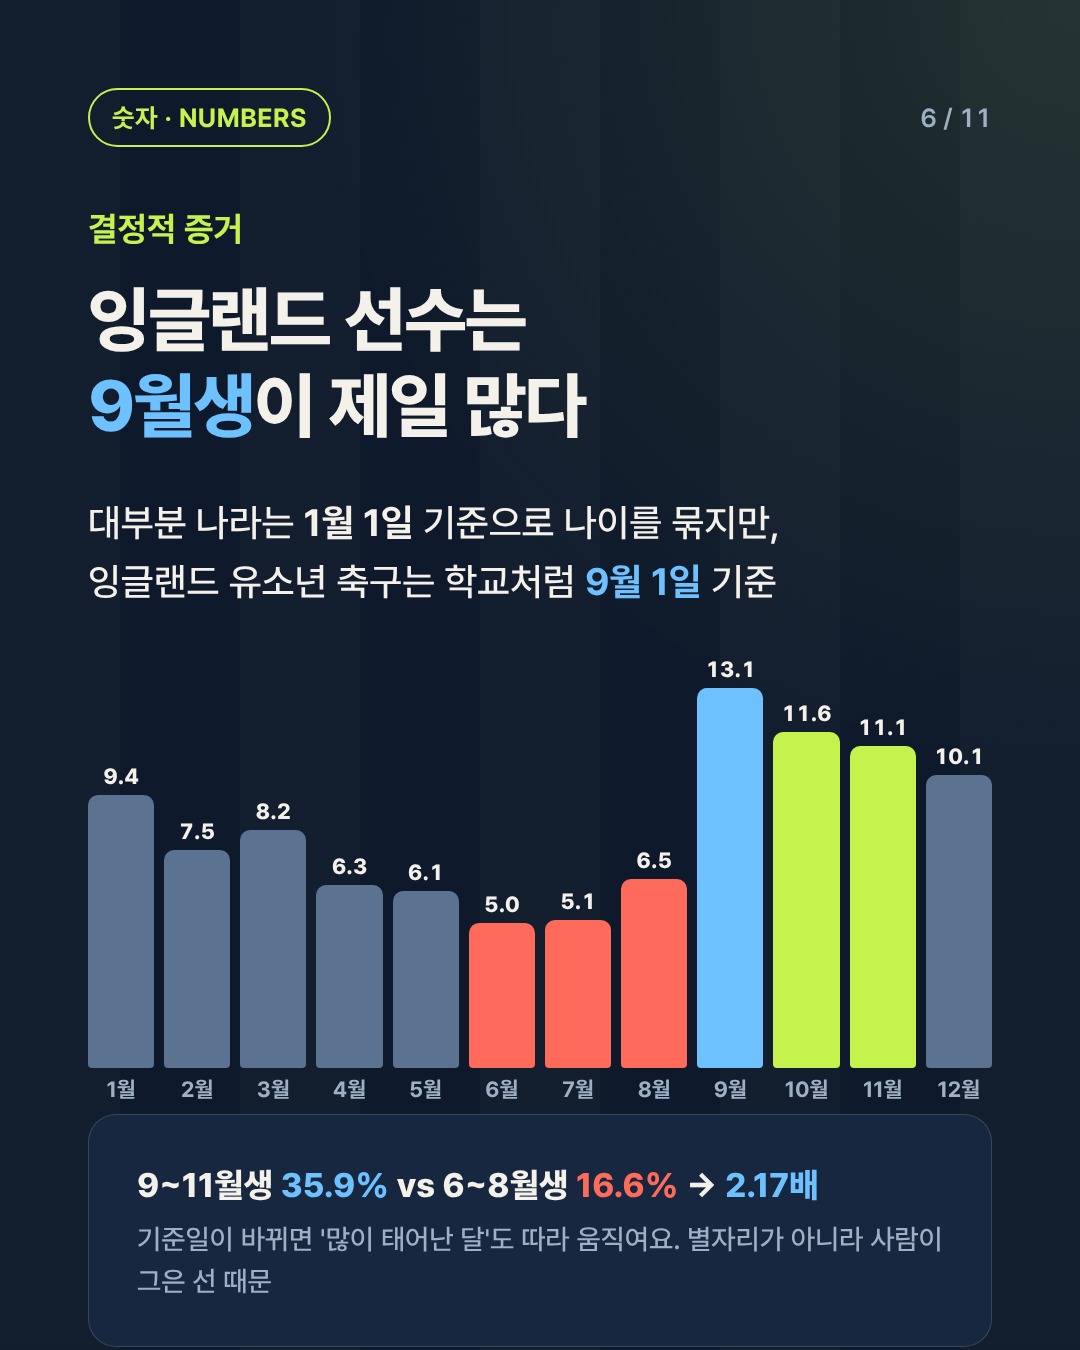 숫자 · NUMBERS
6 / 11
결정적 증거
잉글랜드 선수는
9월생이 제일 많다
대부분 나라는 1월 1일 기준으로 나이를 묶지만,
잉글랜드 유소년 축구는 학교처럼 9월 1일 기준
9.4 7.5 8.2 6.3 6.1 5.0 5.1 6.5 13.1 11.6 11.1 10.1
1월 2월 3월 4월 5월 6월 7월 8월 9월 10월 11월 12월
9~11월생 35.9% vs 6~8월생 16.6% → 2.17배
기준일이 바뀌면 '많이 태어난 달'도 따라 움직여요. 별자리가 아니라 사람이
그은 선 때문